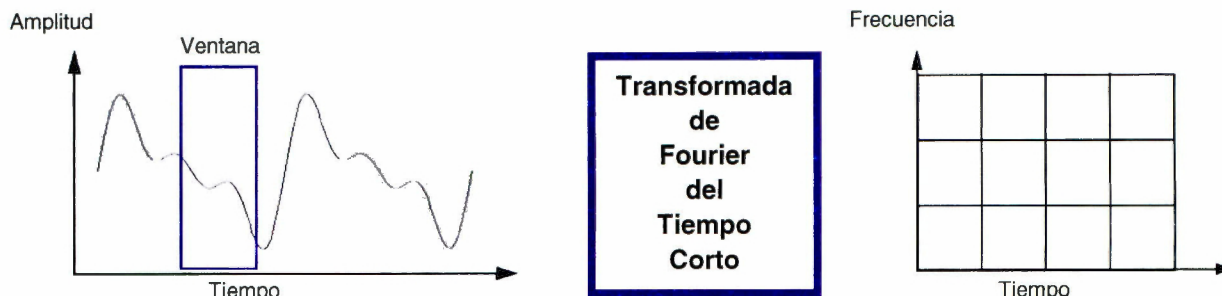 Amplitud
Ventana
Tiempo
Transformada
de
Fourier
del
Tiempo
Corto
Frecuencia
Tiempo